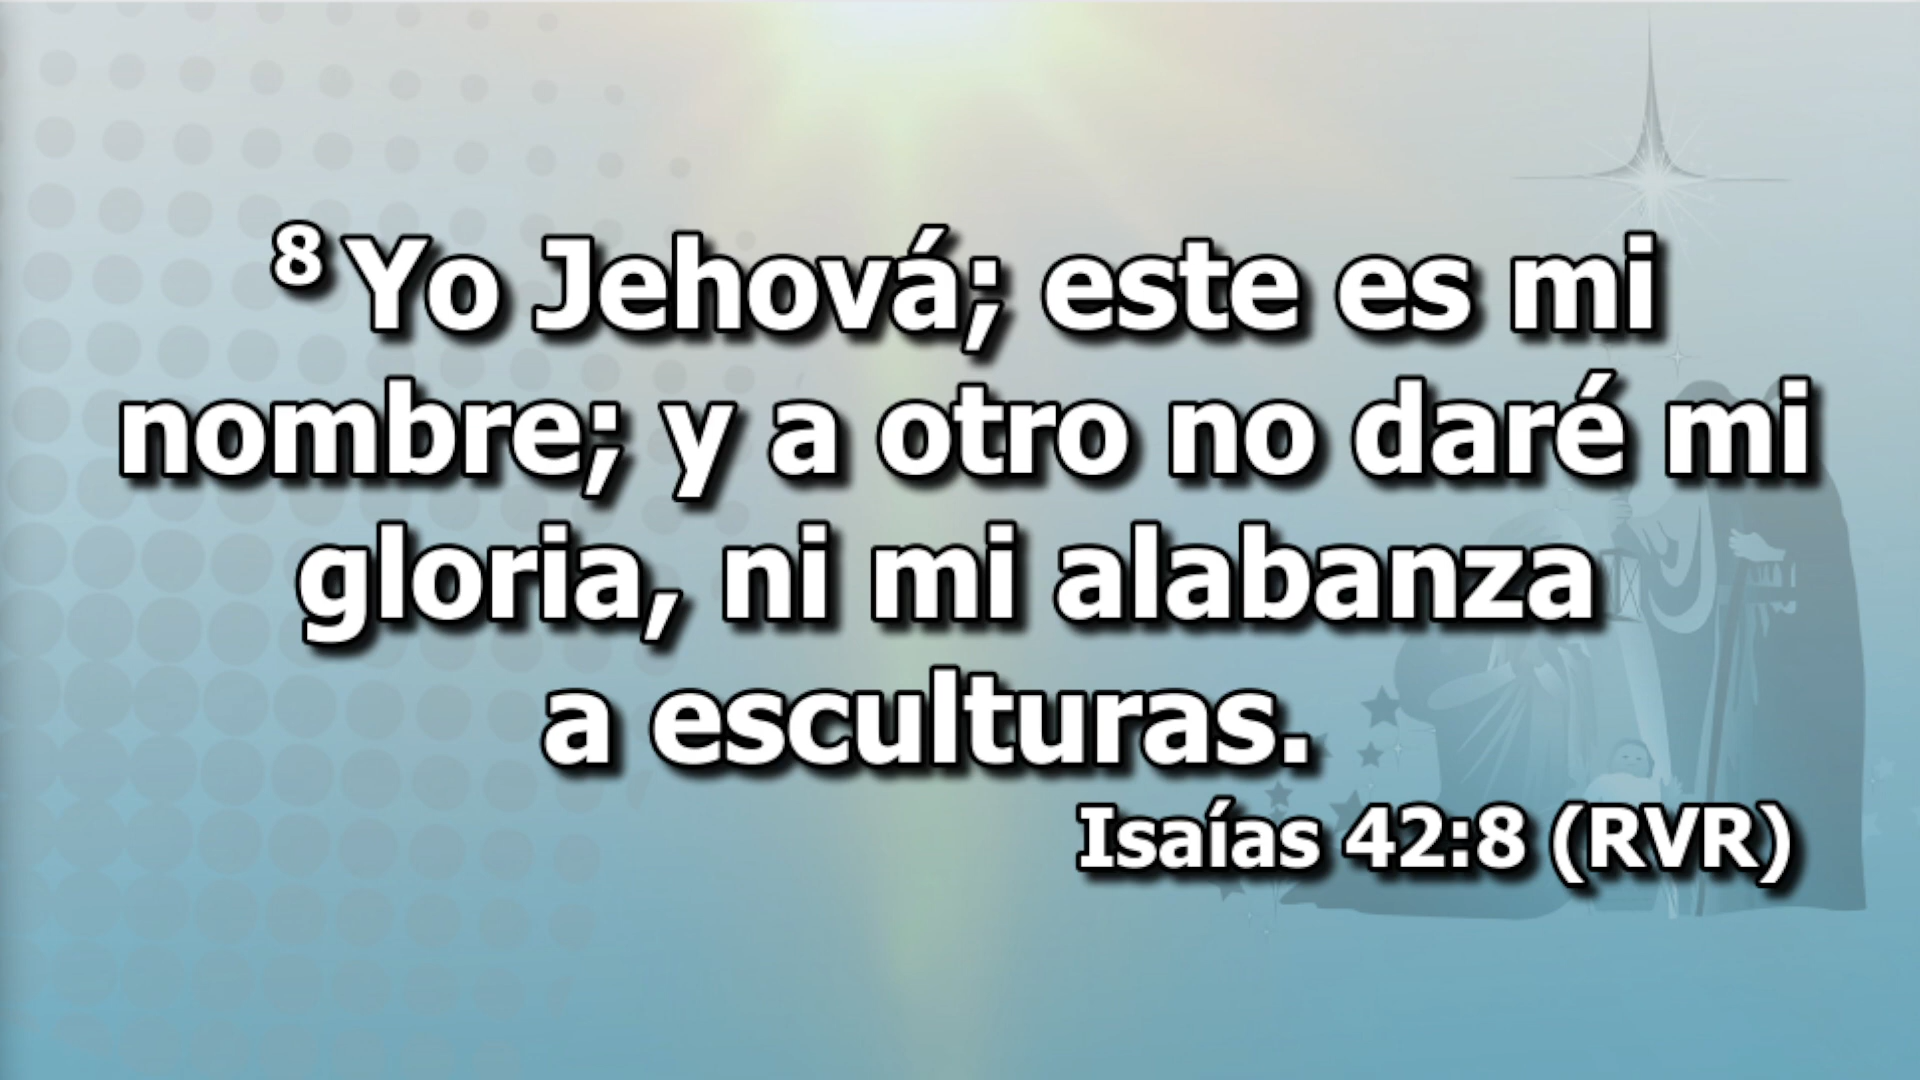 8 Yo Jehová; este es mi
nombre; y a otro no daré mi
gloria, ni mi alabanza
a esculturas.
Isaías 42:8 (RVR)